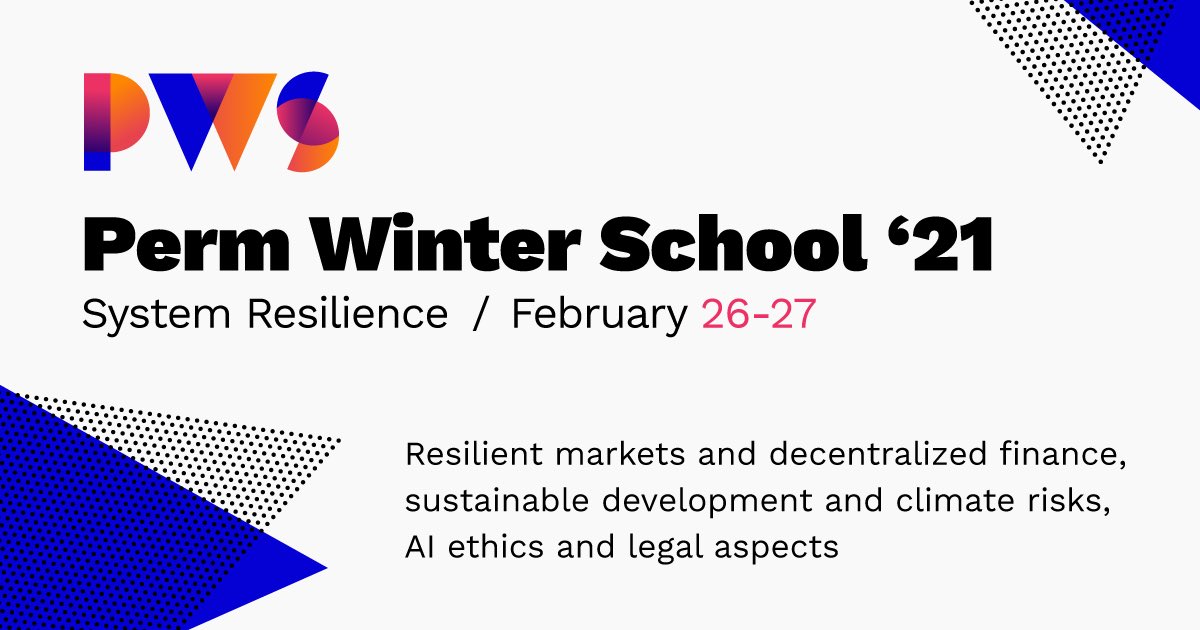 PWS
Perm Winter School ‘21
System Resilience / February 26-27
Resilient markets and decentralized finance,
sustainable development and climate risks,
AI ethics and legal aspects